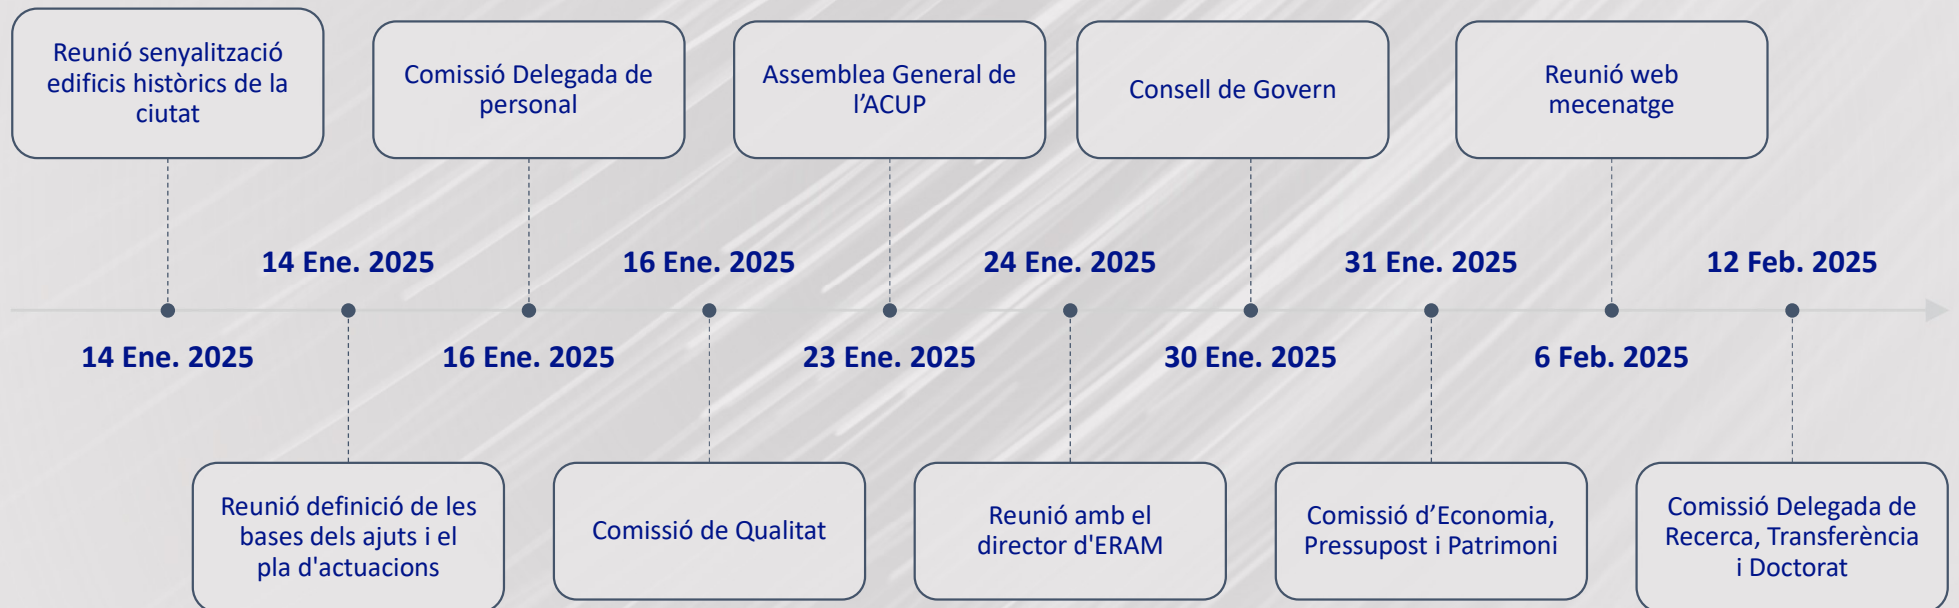 Reunió senyalització
edificis històrics de la
ciutat
Comissió Delegada de
personal
Assemblea General de
l’ACUP
Consell de Govern
Reunió web
mecenatge
14 Ene. 2025
16 Ene. 2025
24 Ene. 2025
31 Ene. 2025
12 Feb. 2025
14 Ene. 2025
16 Ene. 2025
23 Ene. 2025
30 Ene. 2025
6 Feb. 2025
Reunió definició de les
bases dels ajuts i el
pla d'actuacions
Comissió de Qualitat
Reunió amb el
director d'ERAM
Comissió d’Economia,
Pressupost i Patrimoni
Comissió Delegada de
Recerca, Transferència
i Doctorat